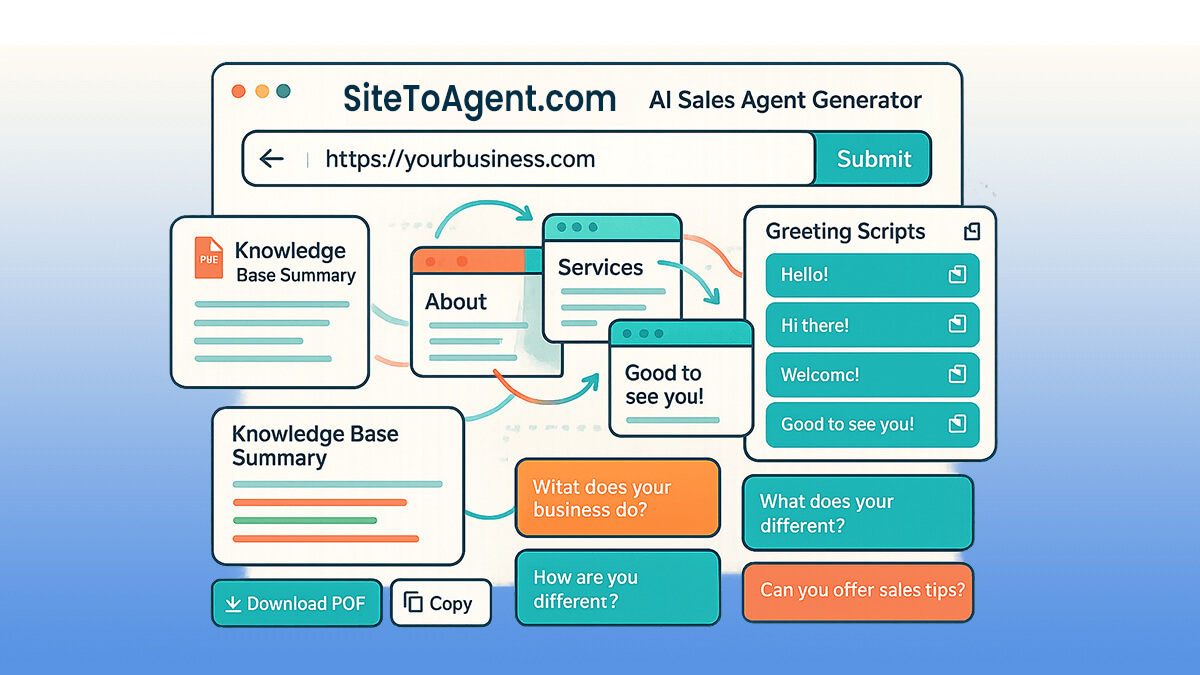 SiteToAgent.com
AI Sales Agent Generator
https://yourbusiness.com
Submit
Knowledge
Base Summary
About
Services
Good to
see you!
Greeting Scripts
Hello!
Hi there!
Welcomc!
Good to see you!
Knowledge Base
Summary
Witat does your
business do?
What does your
different?
How are you
different?
Can you offer sales tips?
Download POF
Copy